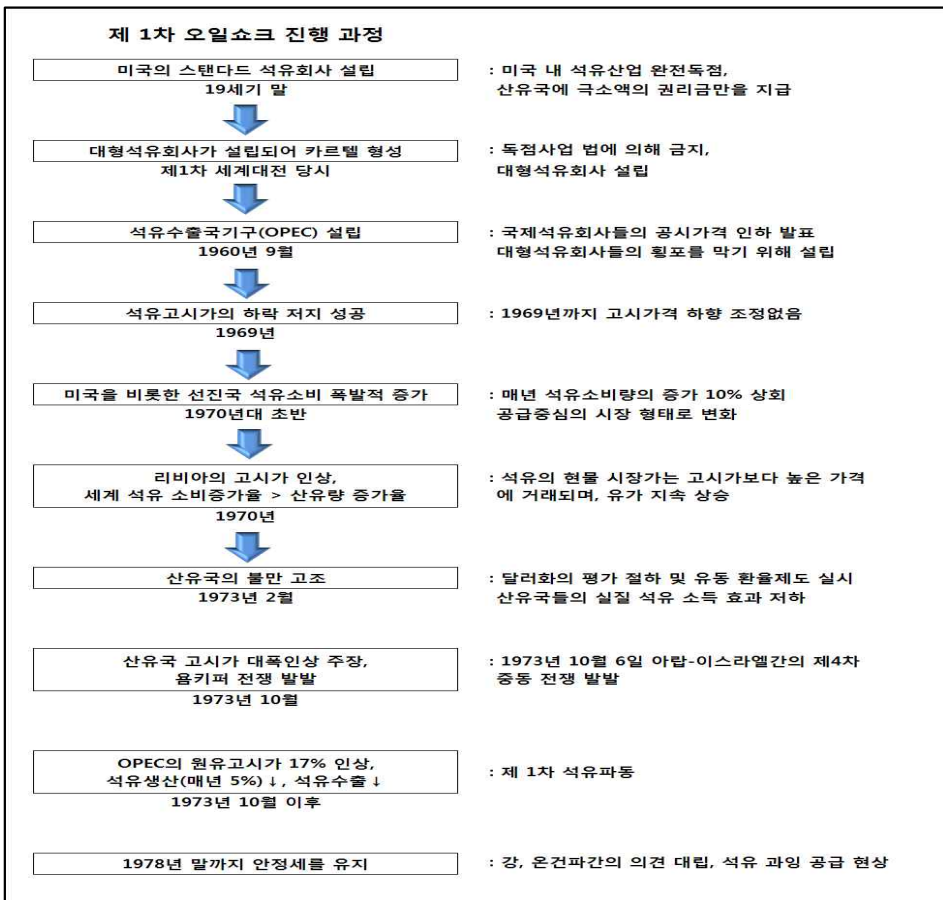 제 1차 오일쇼크 진행 과정
미국의 스탠다드 석유회사 설립
19세기 말
: 미국 내 석유산업 완전독점,
산유국에 극소액의 권리금만을 지급
대형석유회사가 설립되어 카르텔 형성
제1차 세계대전 당시
: 독점사업 법에 의해 금지,
대형석유회사 설립
석유수출국기구(OPEC) 설립
1960년 9월
: 국제석유회사들의 공시가격 인하 발표
대형석유회사들의 횡포를 막기 위해 설립
석유고시가의 하락 저지 성공
1969년
: 1969년까지 고시가격 하향 조정없음
미국을 비롯한 선진국 석유소비 폭발적 증가
1970년대 초반
: 매년 석유소비량의 증가 10% 상회
공급중심의 시장 형태로 변화
리비아의 고시가 인상,
세계 석유 소비증가율 > 산유량 증가율
1970년
: 석유의 현물 시장가는 고시가보다 높은 가격
에 거래되며, 유가 지속 상승
산유국의 불만 고조
1973년 2월
: 달러화의 평가 절하 및 유동 환율제도 실시
산유국들의 실질 석유 소득 효과 저하
산유국 고시가 대폭인상 주장,
욤키퍼 전쟁 발발
1973년 10월
: 1973년 10월 6일 아랍-이스라엘간의 제4차
중동 전쟁 발발
OPEC의 원유고시가 17% 인상,
석유생산(매년 5%)↓, 석유수출↓
1973년 10월 이후
: 제 1차 석유파동
1978년 말까지 안정세를 유지
: 강, 온건파간의 의견 대립, 석유 과잉 공급 현상